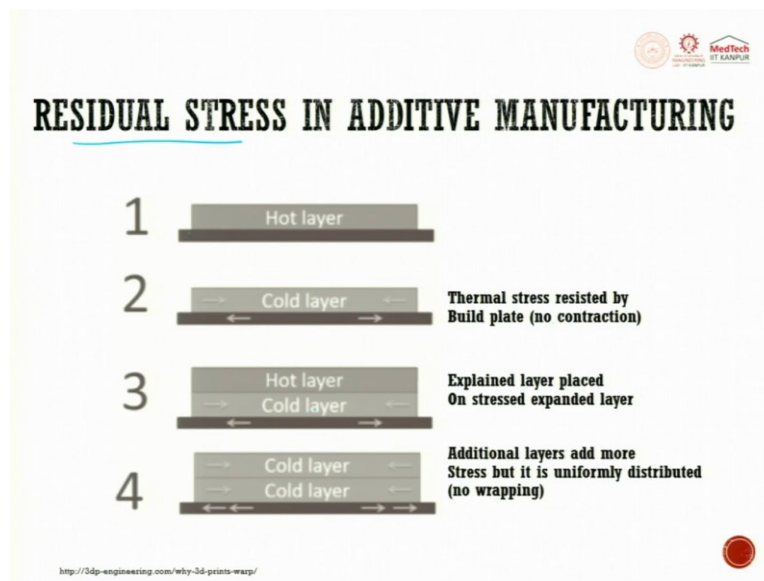 MedTech
IIT KANPUR
RESIDUAL STRESS IN ADDITIVE MANUFACTURING
1
Hot layer
2
Cold layer
Thermal stress resisted by
Build plate (no contraction)
3
Hot layer
Cold layer
Explained layer placed
On stressed expanded layer
4
Cold layer
Cold layer
Additional layers add more
Stress but it is uniformly distributed
(no wrapping)
http://3dp-engineering.com/why-3d-prints-warp/